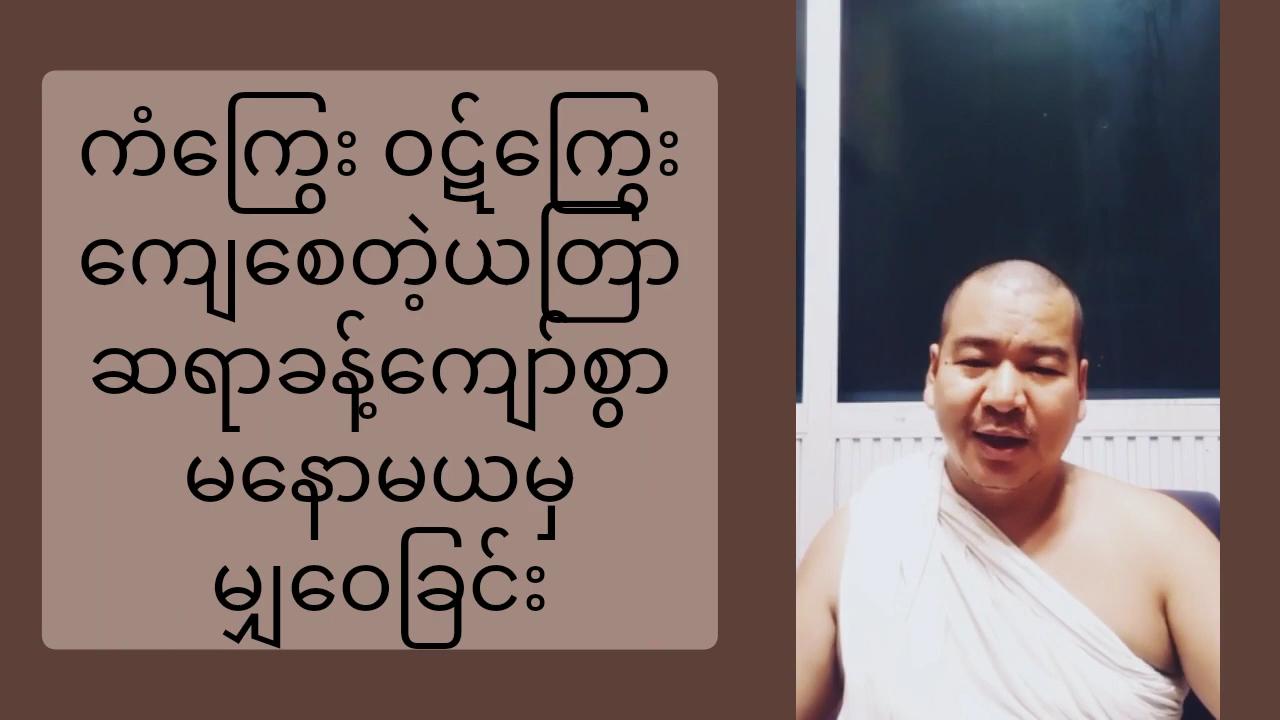 ကံကြွေး ဝဋ်ကြွေး
ကျေစေတဲ့ယတြာ
ဆရာခန့်ကျော်စွာ
မနောမယမှ
မျှဝေခြင်း